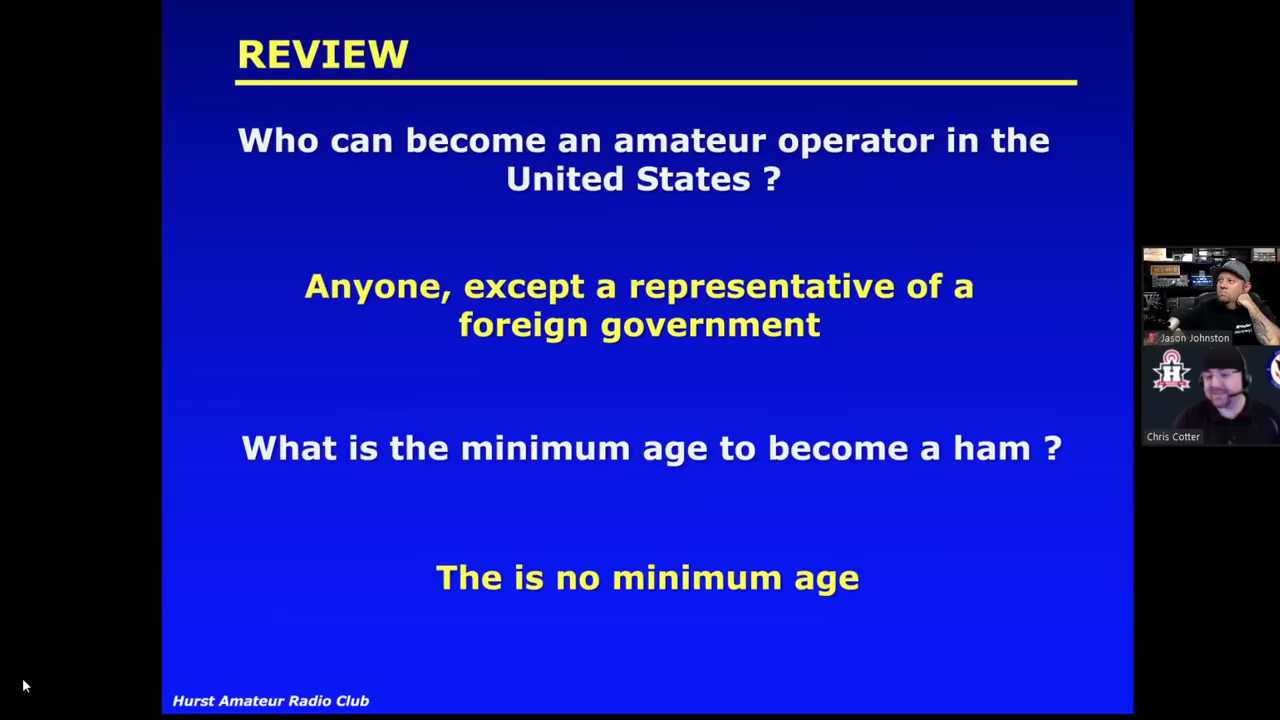 REVIEW
Who can become an amateur operator in the
United States ?
Anyone, except a representative of a
foreign government
What is the minimum age to become a ham ?
The is no minimum age
Hurst Amateur Radio Club
Jason Johnston
H
Chris Cotter